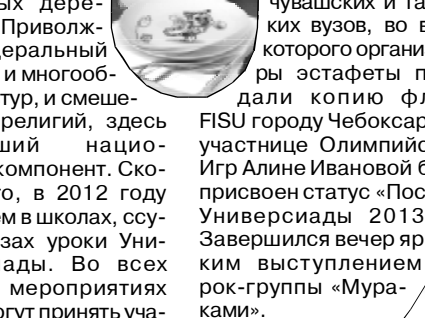 ых дере-
Приволж-
деральный
и многооб-
тур, и смеше-
религий, здесь
ший нацио-
компонент. Ско-
го, в 2012 году
ем в школах, ссу-
зах уроки Уни-
ады. Во всех
мероприятиях
огут принять уча-
чувашских и та
ких вузов, во в
которого органи
ры эстафеты п
дали копию фл
FISU городу Чебоксар
участнице Олимпийс
Игр Алине Ивановой б
присвоен статус «Пос
Универсиады 2013
Завершился вечер яр
ким выступлением
рок-группы «Мура-
ками».